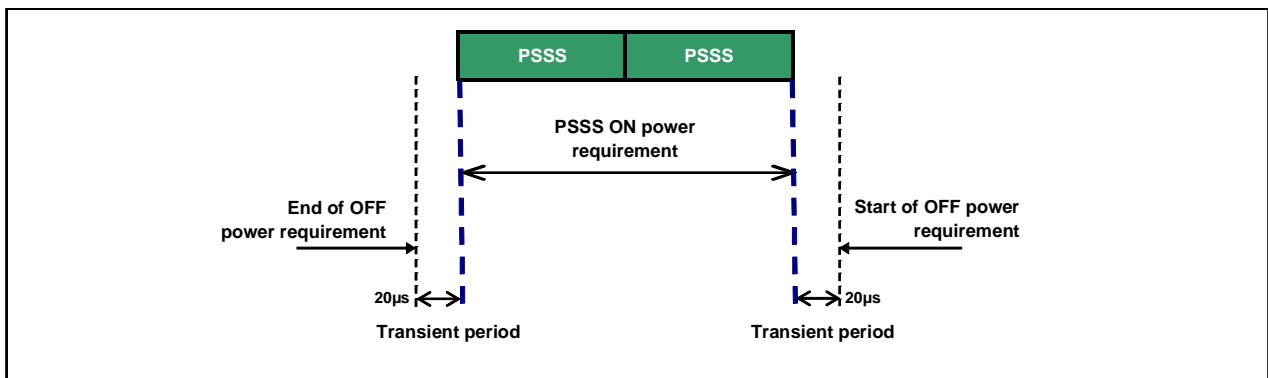 PSSS PSSS
PSSS ON power
requirement
End of OFF
power requirement
Start of OFF power
requirement
20µs
20µs
Transient period
Transient period